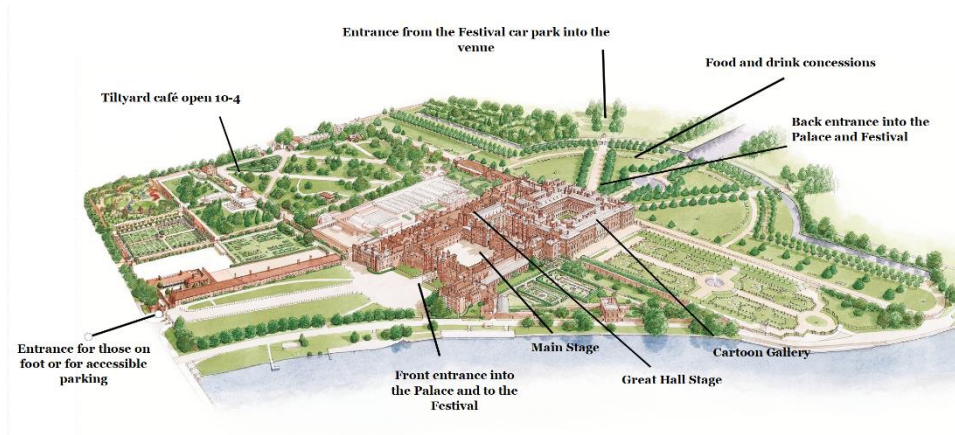 Entrance from the Festival car park into the
venue
Food and drink concessions
Tiltyard café open 10-4
Back entrance into the
Palace and Festival
Entrance for those on
foot or for accessible
parking
Main Stage
Cartoon Gallery
Front entrance into
the Palace and to the
Festival
Great Hall Stage